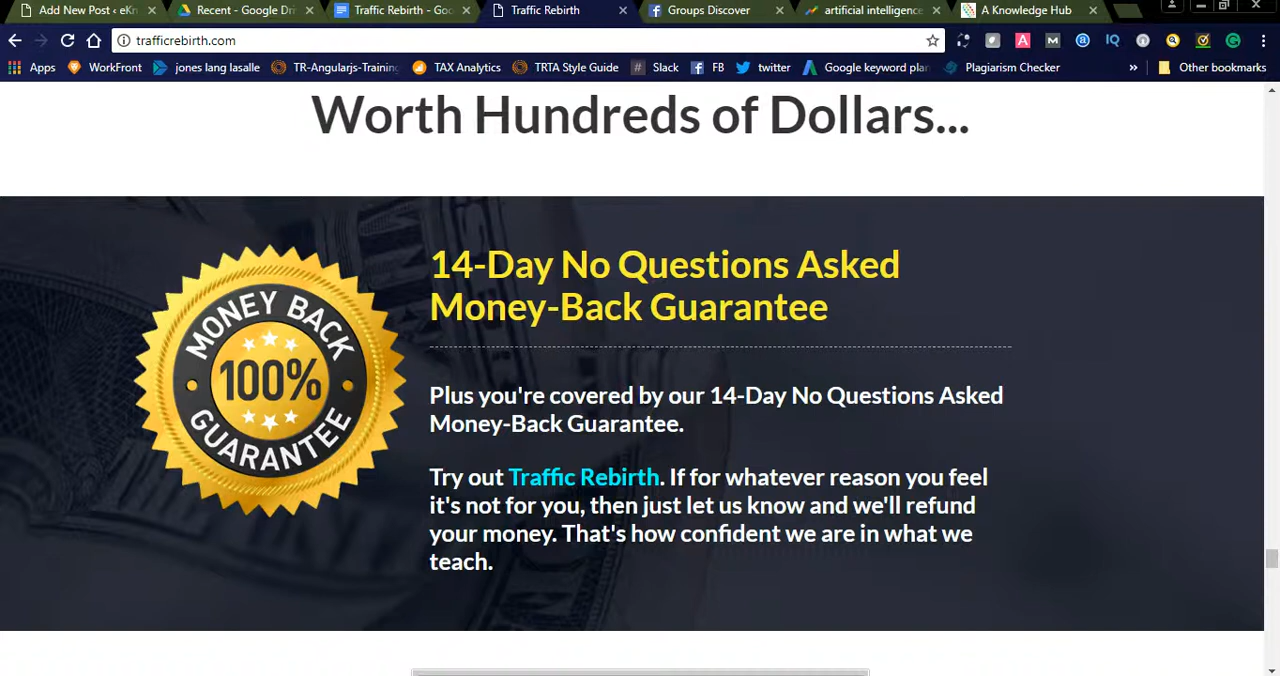 Add New Post ‹ eKn
Recent - Google Dri
Traffic Rebirth - Goo
Traffic Rebirth
Groups Discover
artificial intelligence
A Knowledge Hub
trafficrebirth.com
Apps
WorkFront
jones lang lasalle
TR-Angularjs-Training
TAX Analytics
TRTA Style Guide
Slack
FB
twitter
Google keyword plan
Plagiarism Checker
»
Other bookmarks
Worth Hundreds of Dollars...
MONEY BACK
100%
GUARANTEE
14-Day No Questions Asked
Money-Back Guarantee
Plus you're covered by our 14-Day No Questions Asked
Money-Back Guarantee.
Try out Traffic Rebirth. If for whatever reason you feel
it's not for you, then just let us know and we'll refund
your money. That's how confident we are in what we
teach.